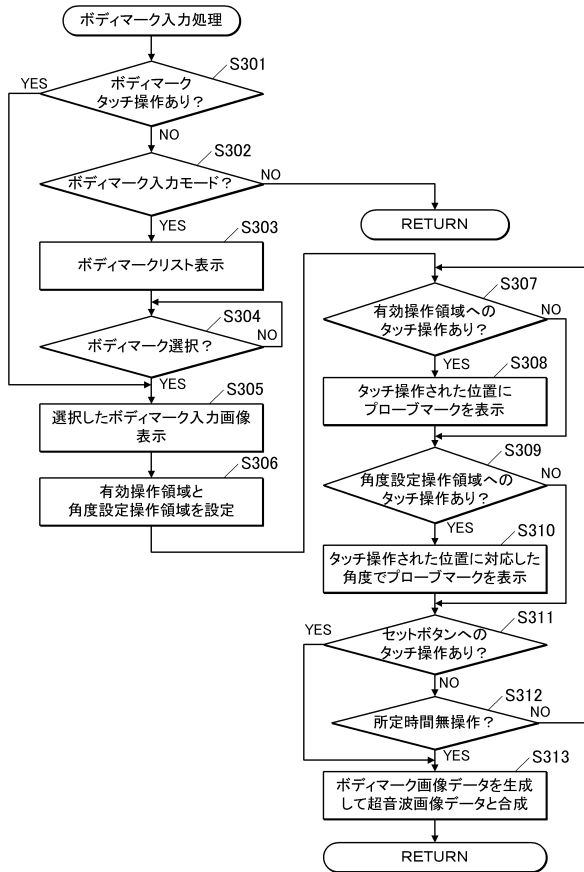 ボディマーク入力処理
S301
YES
ボディマーク
タッチ操作あり？
NO
S302
ボディマーク入力モード？
NO
RETURN
YES
S303
ボディマークリスト表示
S304
ボディマーク選択？
NO
YES
S305
選択したボディマーク入力画像
表示
S306
有効操作領域と
角度設定操作領域を設定
S307
有効操作領域への
タッチ操作あり？
NO
YES
S308
タッチ操作された位置に
プローブマークを表示
S309
角度設定操作領域への
タッチ操作あり？
NO
YES
S310
タッチ操作された位置に対応した
角度でプローブマークを表示
S311
YES
セットボタンへの
タッチ操作あり？
NO
S312
所定時間無操作？
NO
YES
S313
ボディマーク画像データを生成
して超音波画像データと合成
RETURN